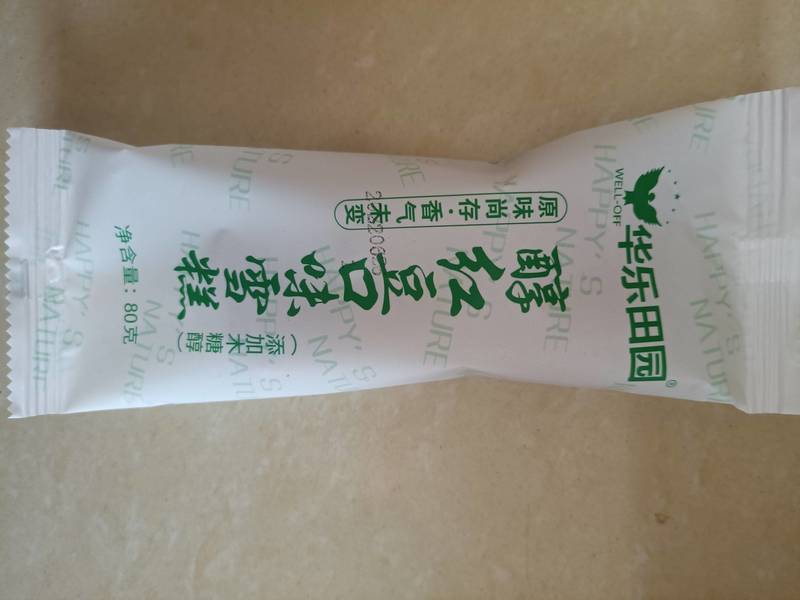 WELL-OFF
华乐田园®
醇红豆口味雪糕
原味尚存·香气未变
(添加木糖醇)
净含量：80克
HAPPY'S
NATURE